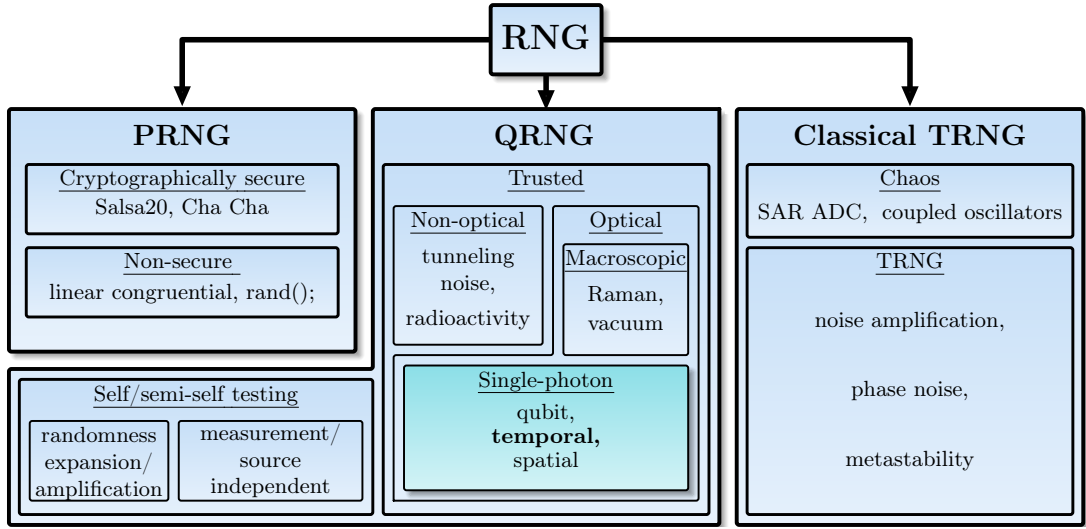 RNG
PRNG
Cryptographically secure
Salsa20, Cha Cha
Non-secure
linear congruential, rand();
QRNG
Trusted
Non-optical
tunneling
noise,
radioactivity
Optical
Macroscopic
Raman,
vacuum
Single-photon
qubit,
temporal,
spatial
Self/semi-self testing
randomness
expansion/
amplification
measurement/
source
independent
Classical TRNG
Chaos
SAR ADC, coupled oscillators
TRNG
noise amplification,
phase noise,
metastability